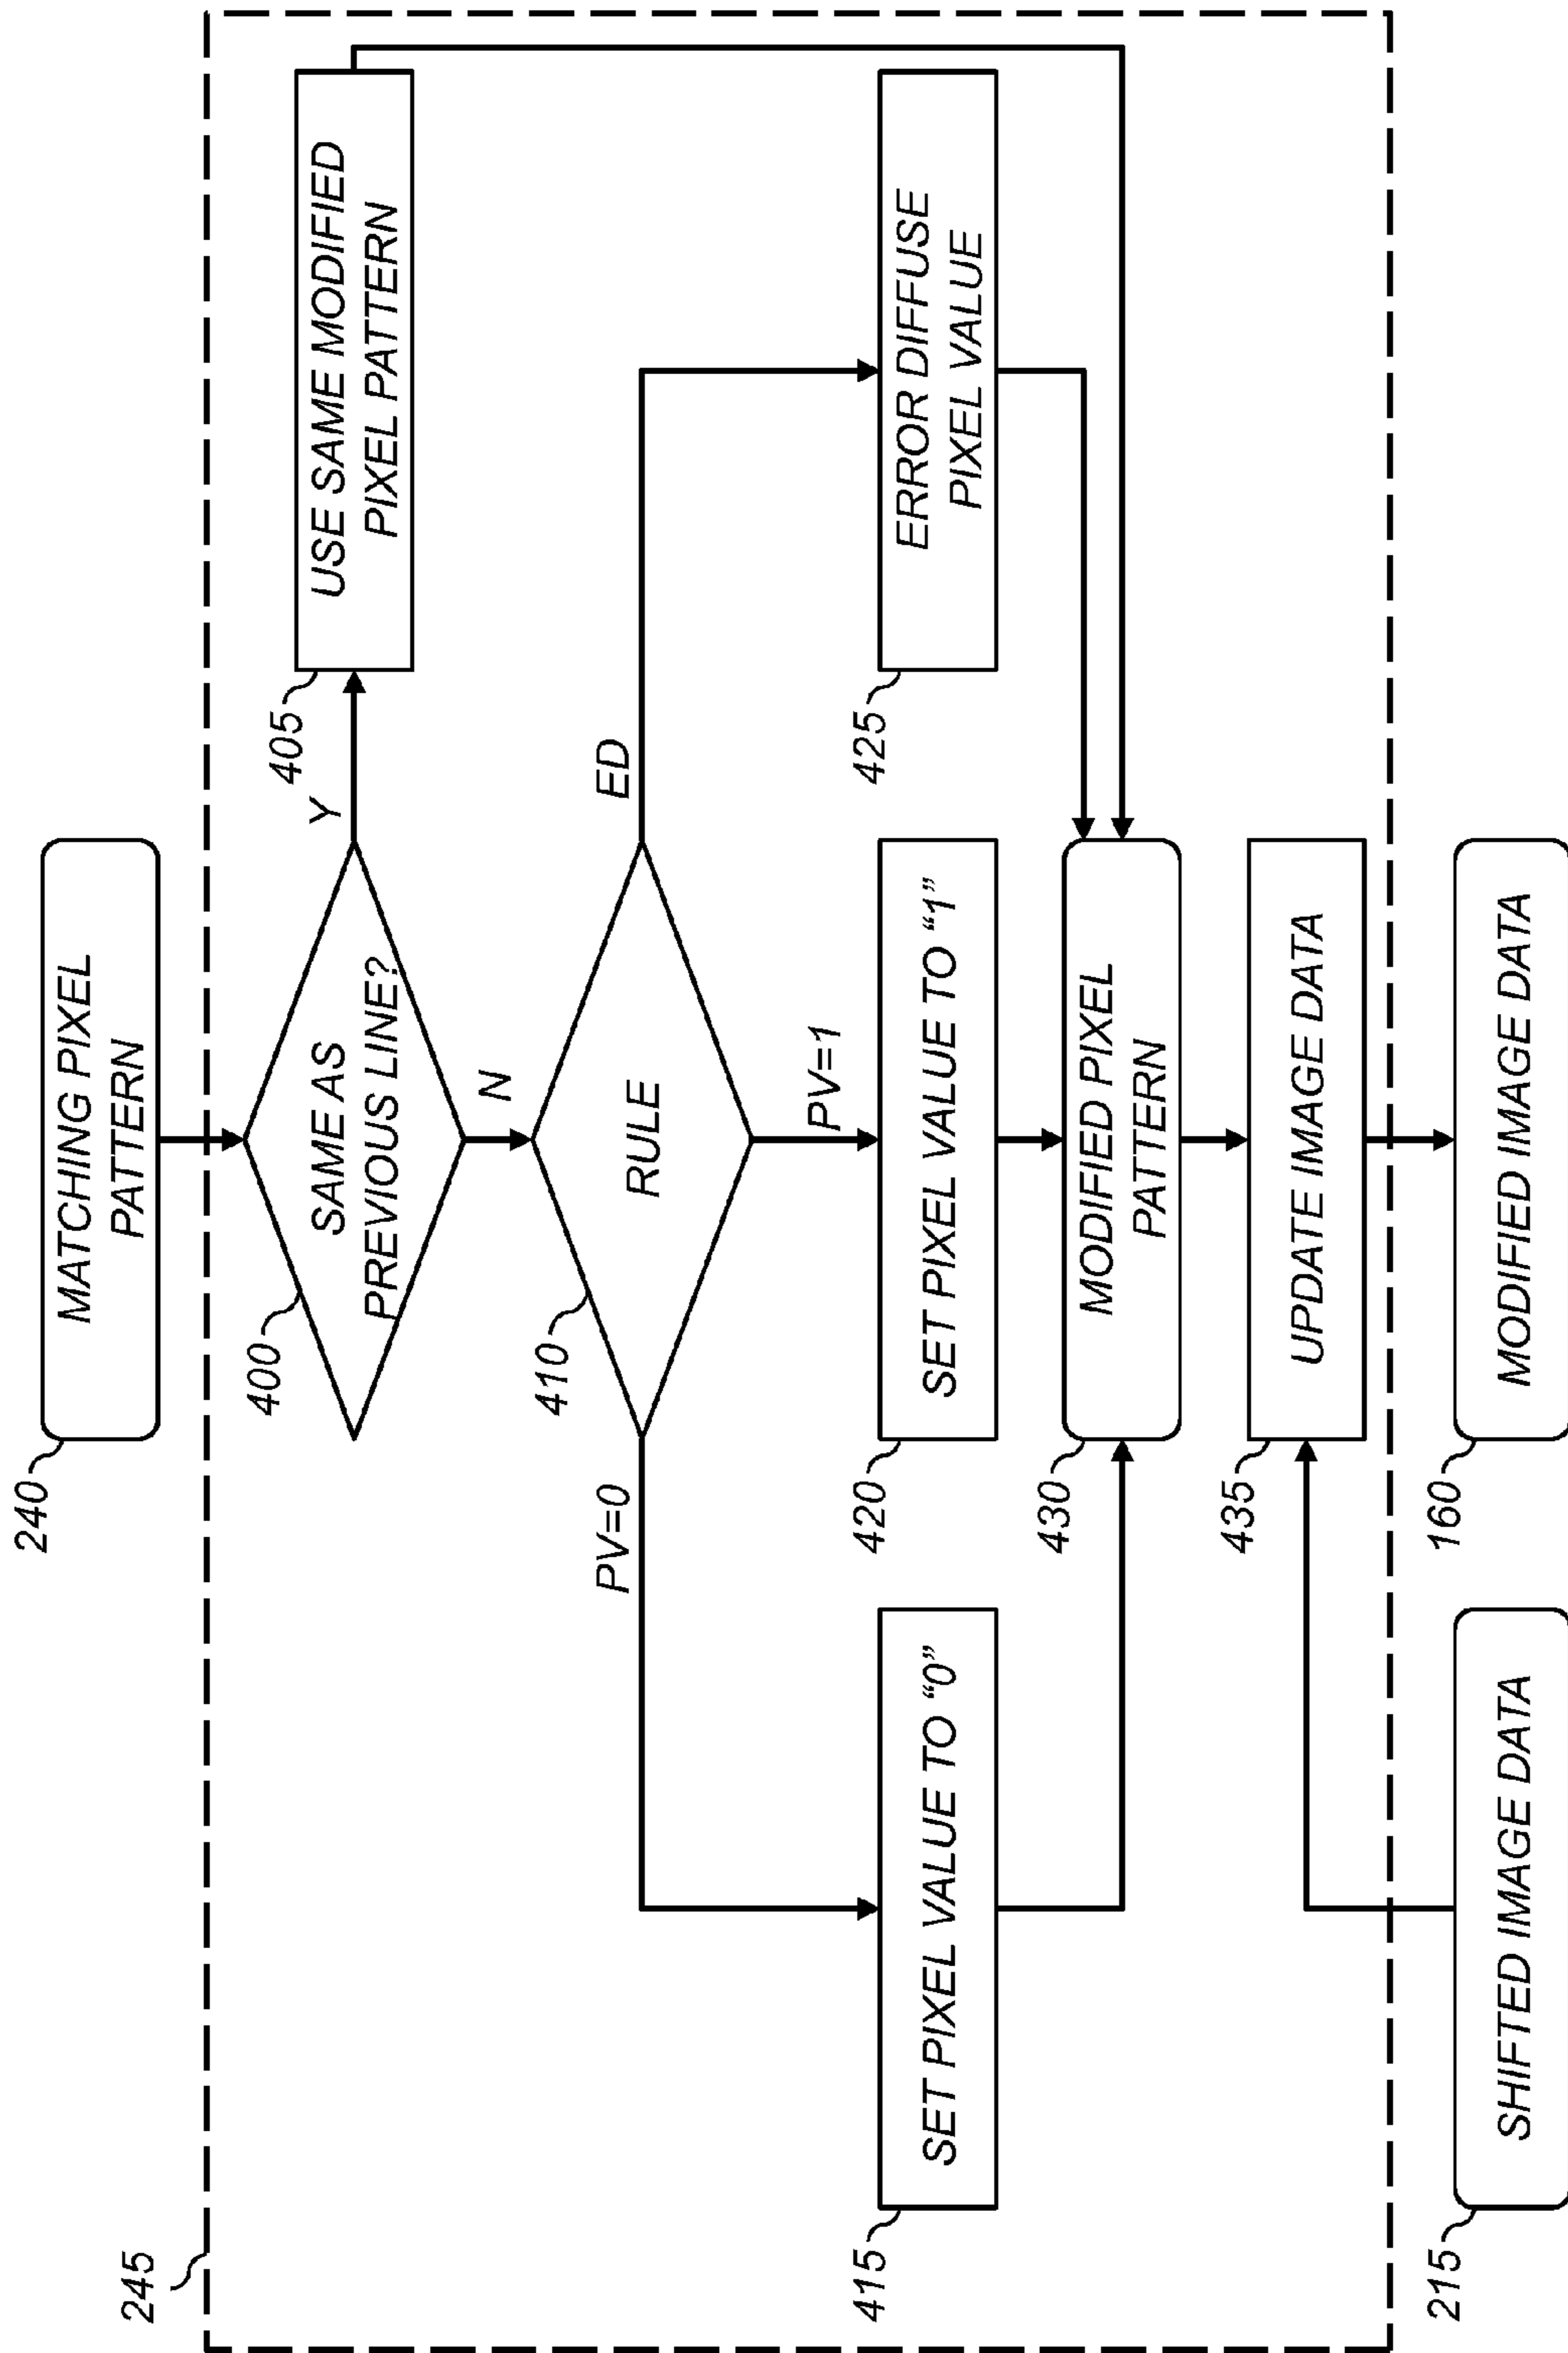 240
MATCHING PIXEL
PATTERN
245
400
SAME AS
PREVIOUS LINE?
Y
405
USE SAME MODIFIED
PIXEL PATTERN
N
410
RULE
PV=0
PV=1
ED
415
SET PIXEL VALUE TO “0”
420
SET PIXEL VALUE TO “1”
425
ERROR DIFFUSE
PIXEL VALUE
430
MODIFIED PIXEL
PATTERN
435
UPDATE IMAGE DATA
215
SHIFTED IMAGE DATA
160
MODIFIED IMAGE DATA